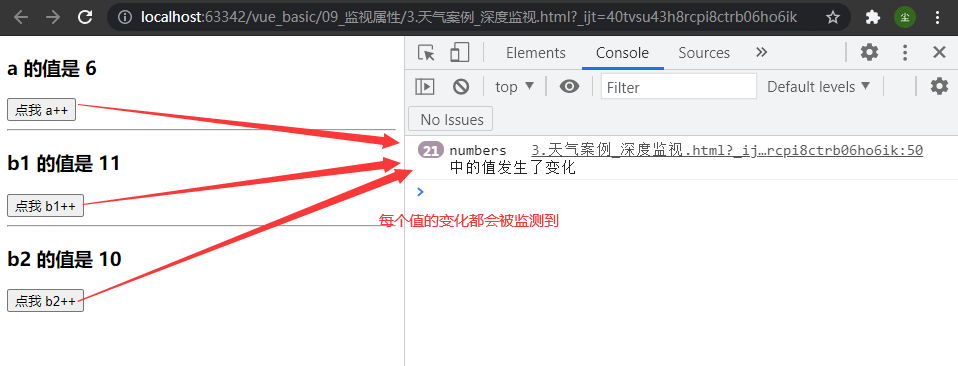 localhost:63342/vue_basic/09_监视属性/3.天气案例_深度监视.html?_ijt=40tvsu43h8rcpi8ctrb06ho6ik
尘
a 的值是 6
点我 a++
b1 的值是 11
点我 b1++
b2 的值是 10
点我 b2++
Elements Console Sources
top Filter Default levels ▼
No Issues
21 numbers 3.天气案例_深度监视.html?_ij…rcpi8ctrb06ho6ik:50
中的值发生了变化
每个值的变化都会被监测到